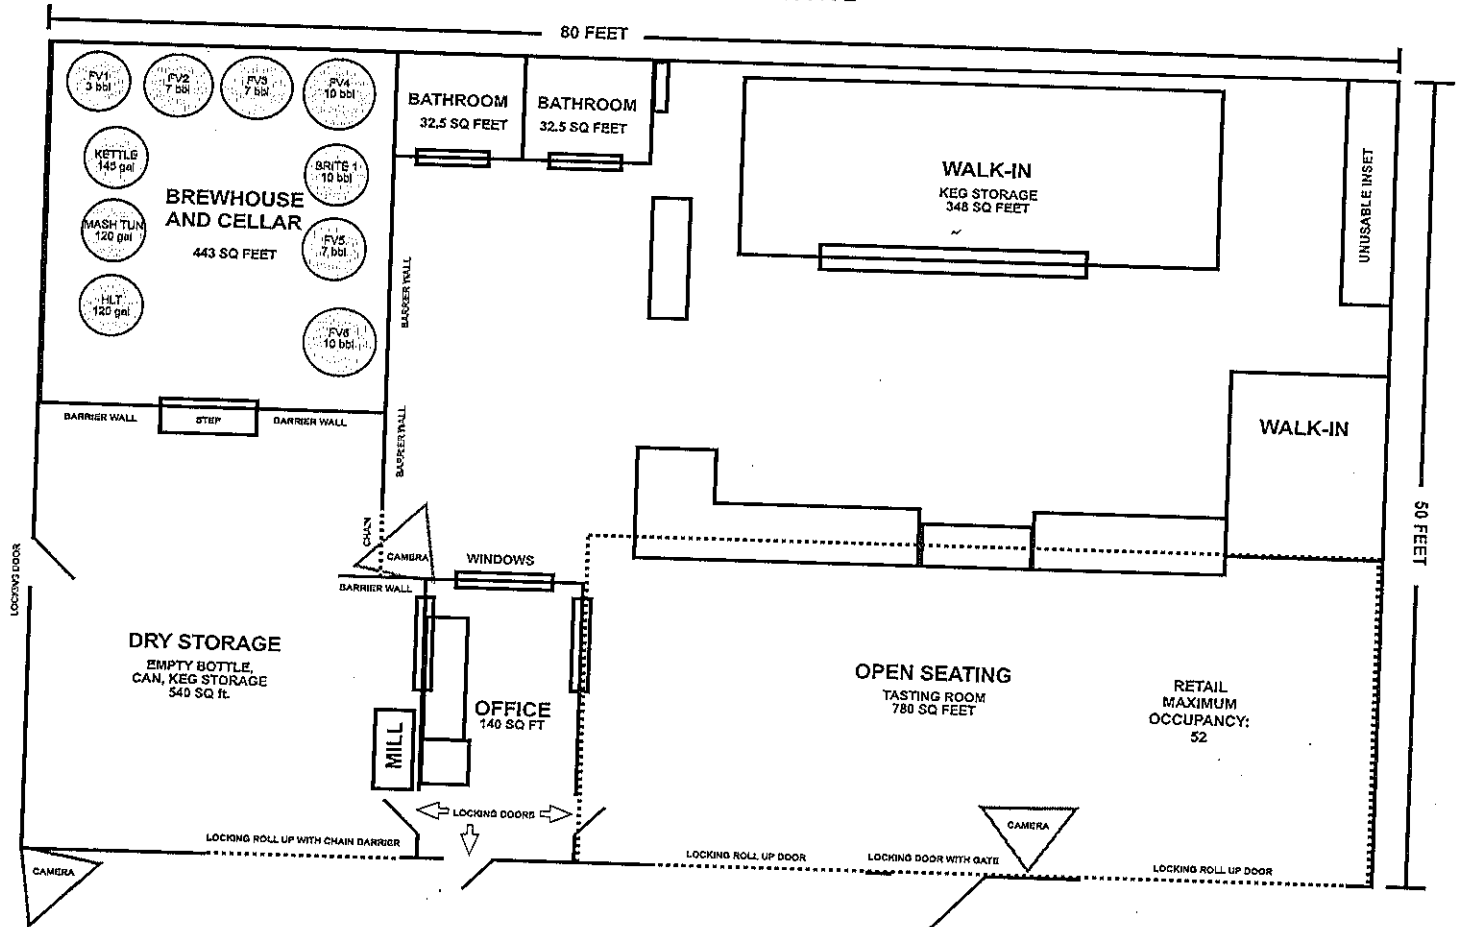 80 FEET
FV1
3 bbl
FV2
7 bbl
FV3
7 bbl
FV4
10 bbl
BATHROOM
32.5 SQ FEET
BATHROOM
32.5 SQ FEET
KETTLE
145 gal
BRITE 1
10 bbl
WALK-IN
KEG STORAGE
348 SQ FEET
UNUSABLE INSET
BREWHOUSE
AND CELLAR
443 SQ FEET
MASH TUN
120 gal
FV5
7 bbl
HLT
120 gal
FV6
10 bbl
BARRIER WALL
BARRIER WALL
STEP
BARRIER WALL
BARRIER WALL
WALK-IN
50 FEET
CHAIN
CAMERA
WINDOWS
BARRIER WALL
LOCKING DOOR
DRY STORAGE
EMPTY BOTTLE,
CAN, KEG STORAGE
540 SQ ft.
OFFICE
140 SQ FT
MILL
OPEN SEATING
TASTING ROOM
780 SQ FEET
RETAIL
MAXIMUM
OCCUPANCY:
52
LOCKING DOORS
CAMERA
LOCKING ROLL UP WITH CHAIN BARRIER
LOCKING ROLL UP DOOR
LOCKING DOOR WITH GATE
LOCKING ROLL UP DOOR
CAMERA